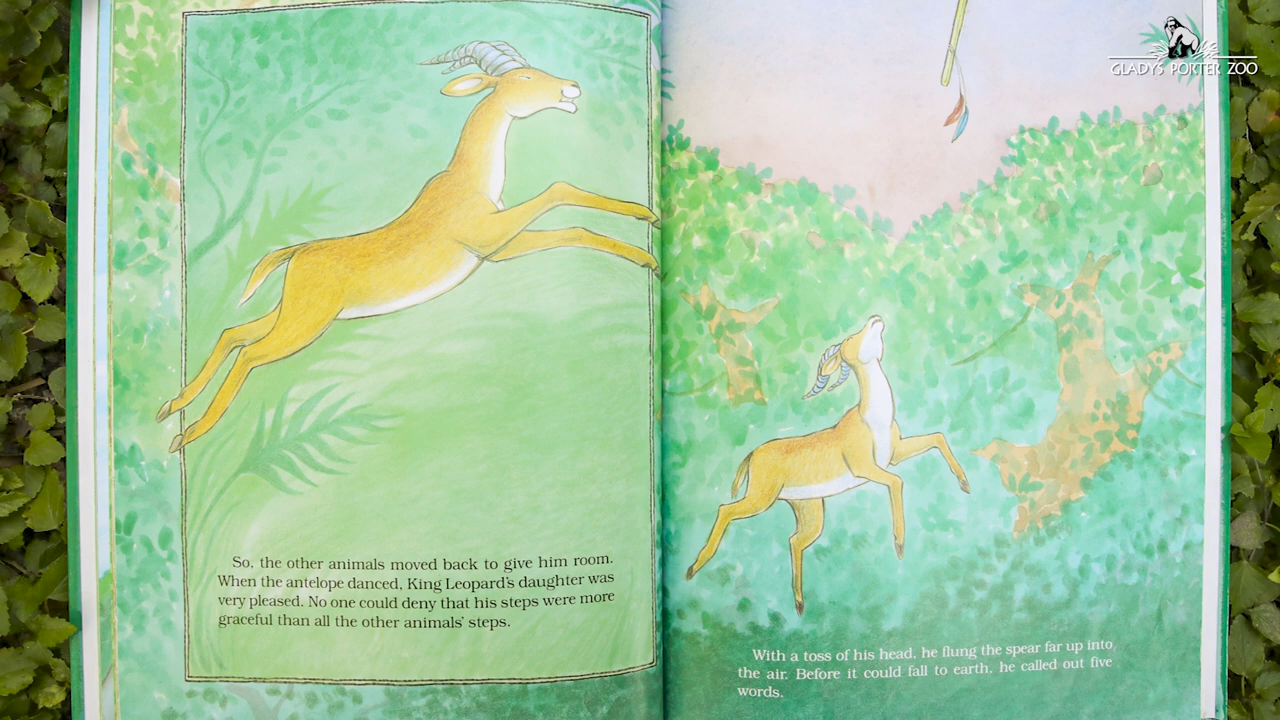 GLADYS PORTER ZOO
So, the other animals moved back to give him room.
When the antelope danced, King Leopard's daughter was
very pleased. No one could deny that his steps were more
graceful than all the other animals' steps.
With a toss of his head, he flung the spear far up into
the air. Before it could fall to earth, he called out five
words.